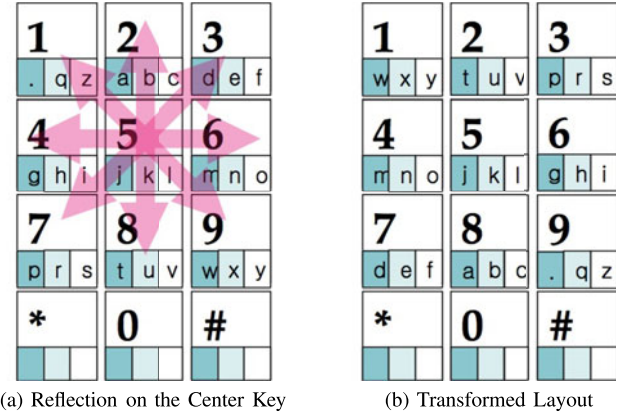 1 2 3 1 2 3
. q z a b c d e f w x y t u v p r s
4 5 6 4 5 6
g h i j k l m n o m n o j k l g h i
7 8 9 7 8 9
p r s t u v w x y d e f a b c . q z
* 0 # * 0 #
(a) Reflection on the Center Key (b) Transformed Layout